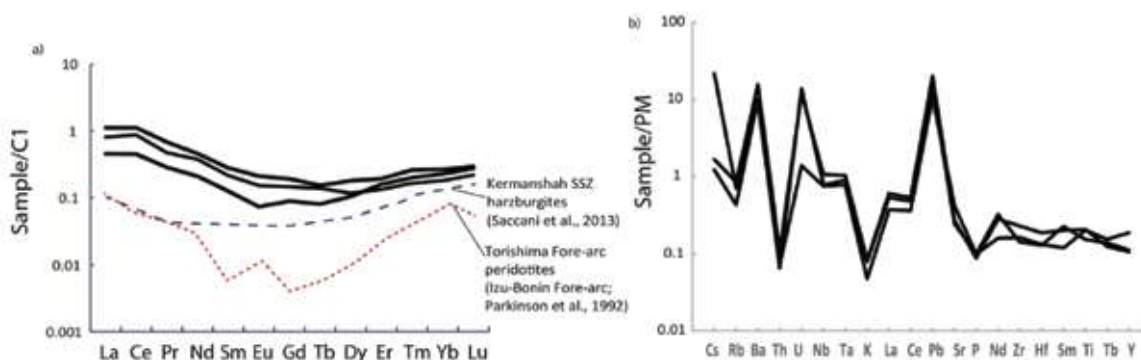 a)
Sample/C1
10
1
0.1
0.01
0.001
La Ce Pr Nd Sm Eu Gd Tb Dy Er Tm Yb Lu
Kermanshah SSZ
harzburgites
(Saccani et al., 2013)
Torishima Fore-arc
peridotites
(Izu-Bonin Fore-arc;
Parkinson et al., 1992)
b)
Sample/PM
100
10
1
0.1
0.01
Cs Rb Ba Th U Nb Ta K La Ce Pb Sr P Nd Zr Hf Sm Ti Tb Y